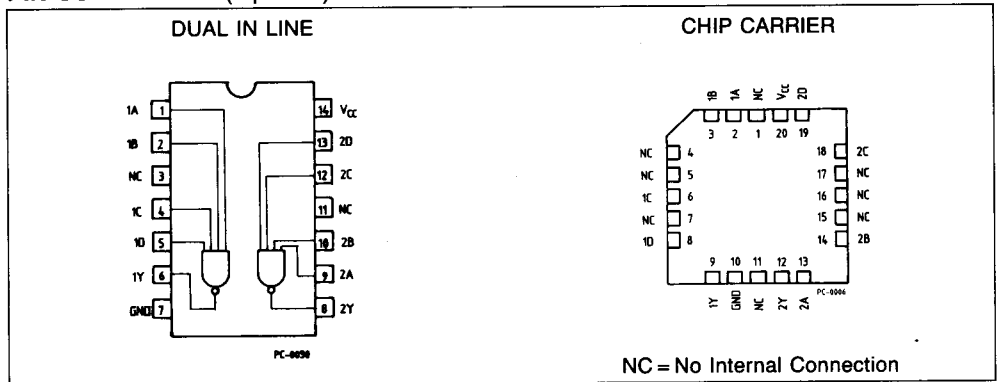 DUAL IN LINE
1A 1
1B 2
NC 3
1C 4
1D 5
1Y 6
GND 7
14 VCC
13 2D
12 2C
11 NC
10 2B
9 2A
8 2Y
PC-0090
CHIP CARRIER
1B 1A NC VCC 2D
3 2 1 20 19
NC 4
NC 5
1C 6
NC 7
1D 8
18 2C
17 NC
16 NC
15 NC
14 2B
9 10 11 12 13
1Y GND NC 2Y 2A
PC-0006
NC = No Internal Connection